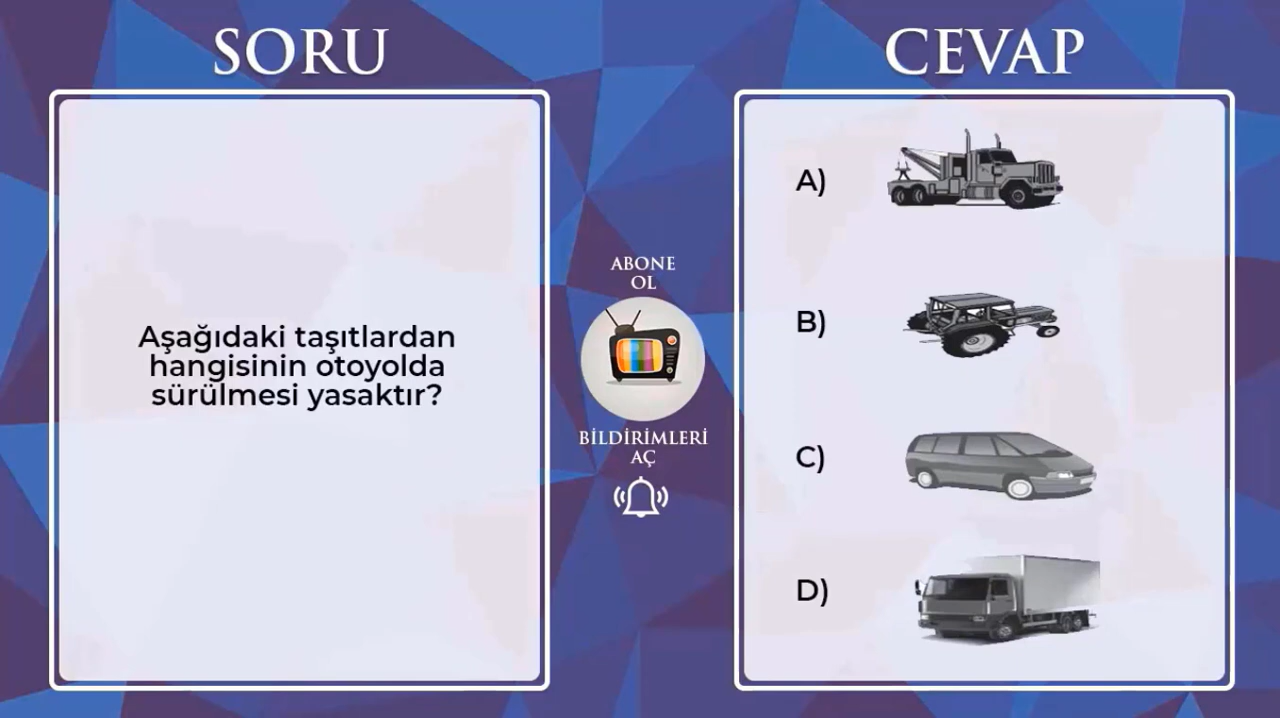 SORU
Aşağıdaki taşıtlardan
hangisinin otoyolda
sürülmesi yasaktır?
ABONE
OL
BİLDİRİMLERİ
AÇ
CEVAP
A)
B)
C)
D)